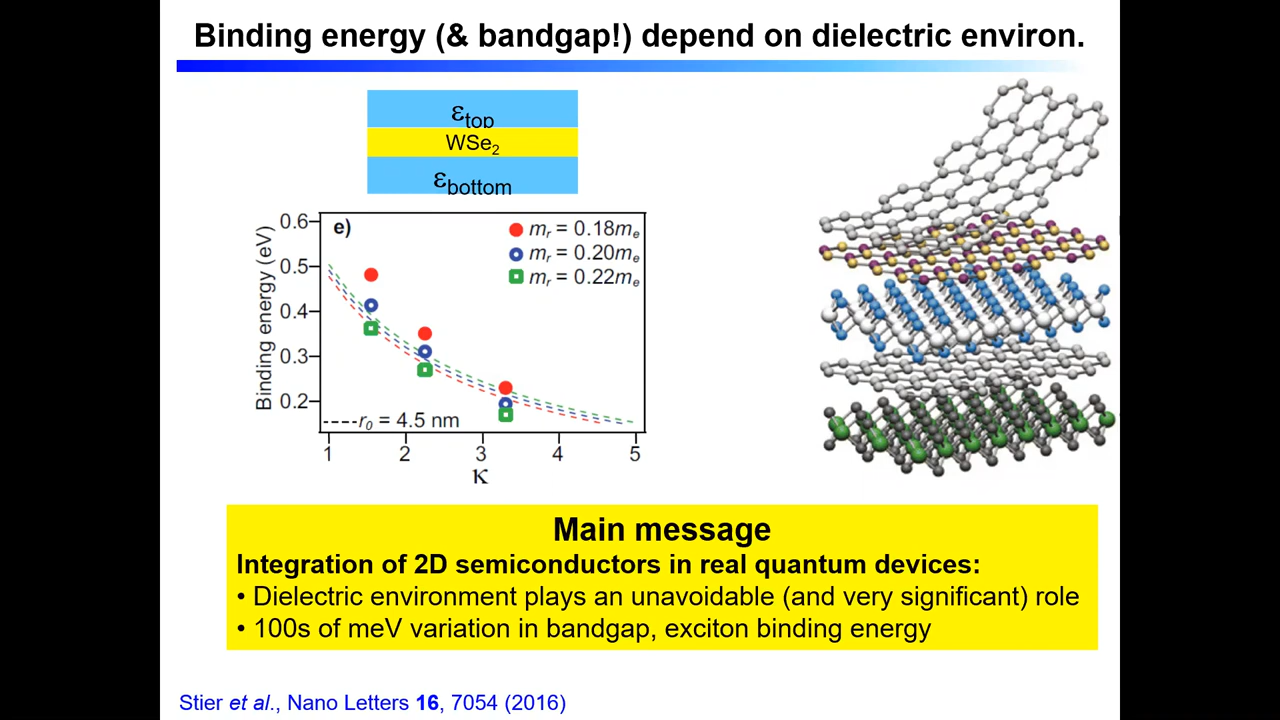 Binding energy (& bandgap!) depend on dielectric environ.
εtop
WSe2
εbottom
e)
mr = 0.18me
mr = 0.20me
mr = 0.22me
Binding energy (eV)
0.6
0.5
0.4
0.3
0.2
----r0 = 4.5 nm
1 2 3 4 5
κ
Main message
Integration of 2D semiconductors in real quantum devices:
• Dielectric environment plays an unavoidable (and very significant) role
• 100s of meV variation in bandgap, exciton binding energy
Stier et al., Nano Letters 16, 7054 (2016)